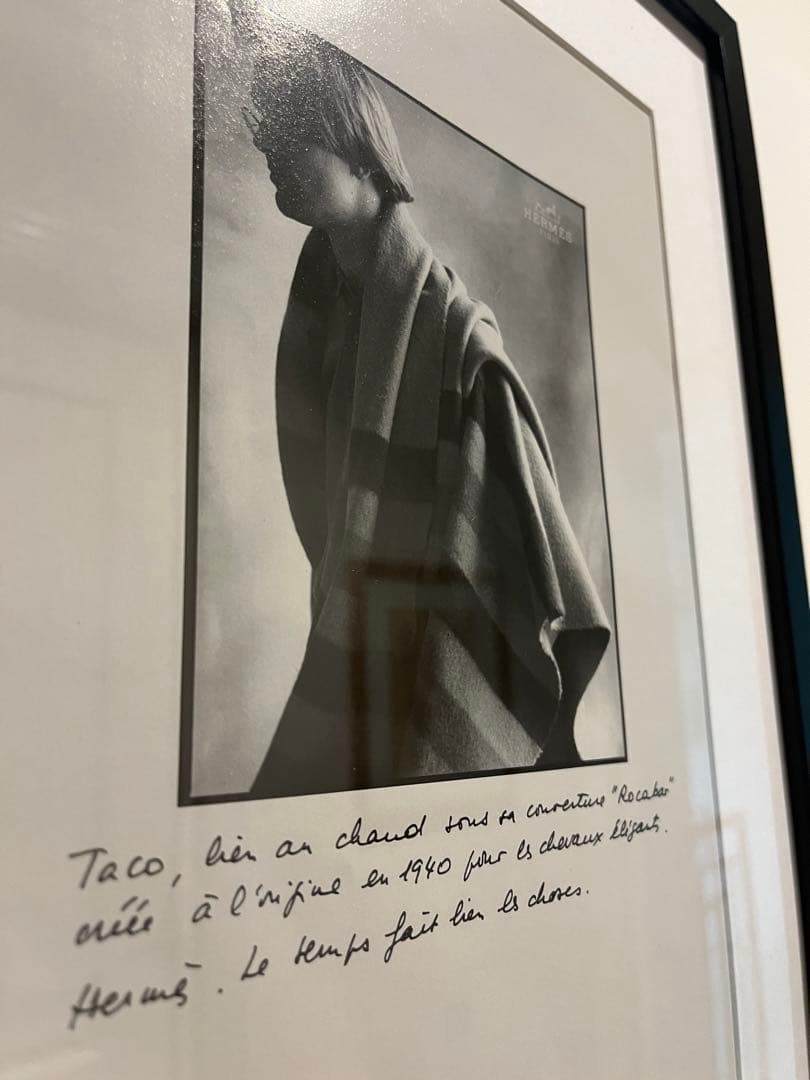 HERMÈS
Taco, bien au chaud sous sa couverture "Rocabar"
créée à l'origine en 1940 pour les chevaux élégants.
Hermès. Le temps fait bien les choses.